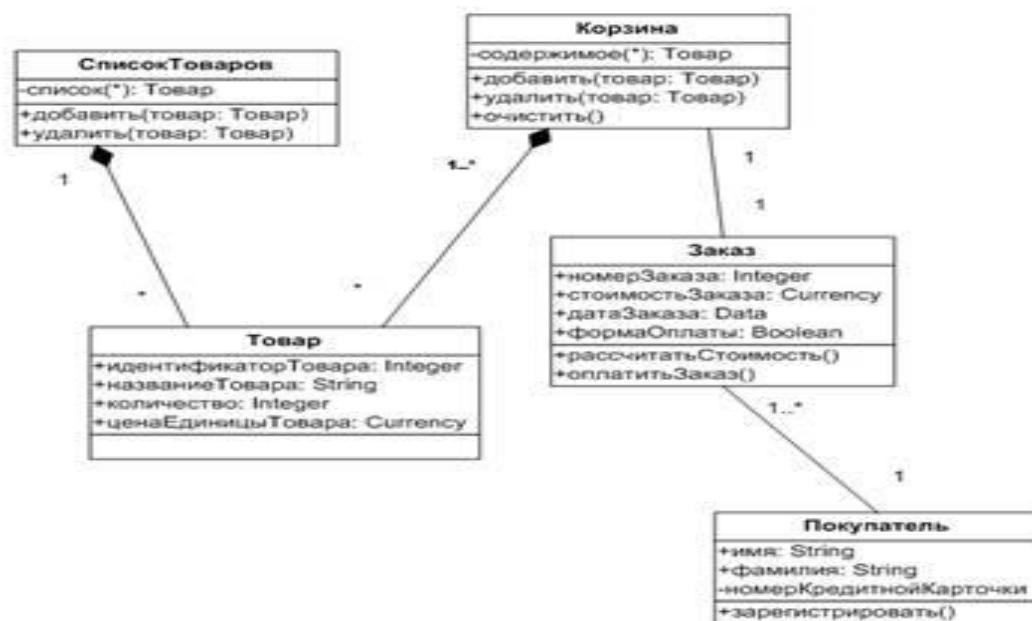 СписокТоваров
-список(*): Товар
+добавить(товар: Товар)
+удалить(товар: Товар)
1
*
Корзина
-содержимое(*): Товар
+добавить(товар: Товар)
+удалить(товар: Товар)
+очистить()
1..*
*
1
1
Заказ
+номерЗаказа: Integer
+стоимостьЗаказа: Currency
+датаЗаказа: Data
+формаОплаты: Boolean
+рассчитатьСтоимость()
+оплатитьЗаказ()
Товар
+идентификаторТовара: Integer
+названиеТовара: String
+количество: Integer
+ценаЕдиницыТовара: Currency
1..*
1
Покупатель
+имя: String
+фамилия: String
-номерКредитнойКарточки
+зарегистрировать()